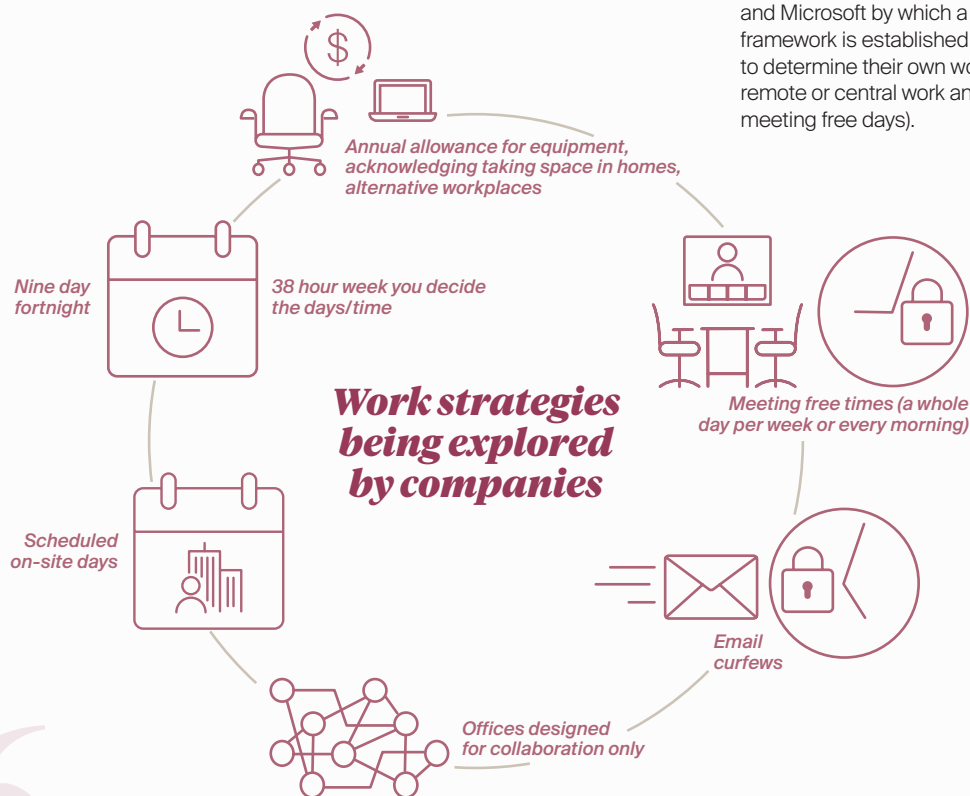 and Microsoft by which a
framework is established
to determine their own wo
remote or central work an
meeting free days).
$
Annual allowance for equipment,
acknowledging taking space in homes,
alternative workplaces
Nine day
fortnight
38 hour week you decide
the days/time
Meeting free times (a whole
day per week or every morning)
Work strategies
being explored
by companies
Scheduled
on-site days
Email
curfews
Offices designed
for collaboration only